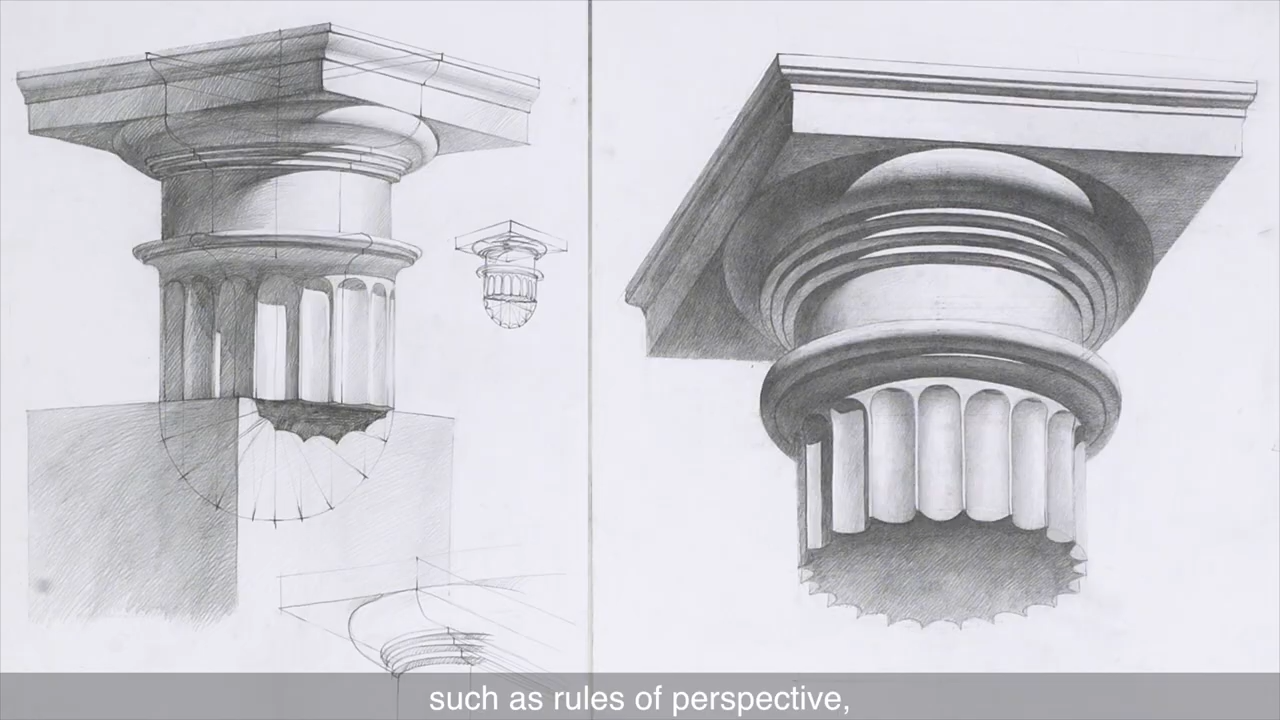 such as rules of perspective,